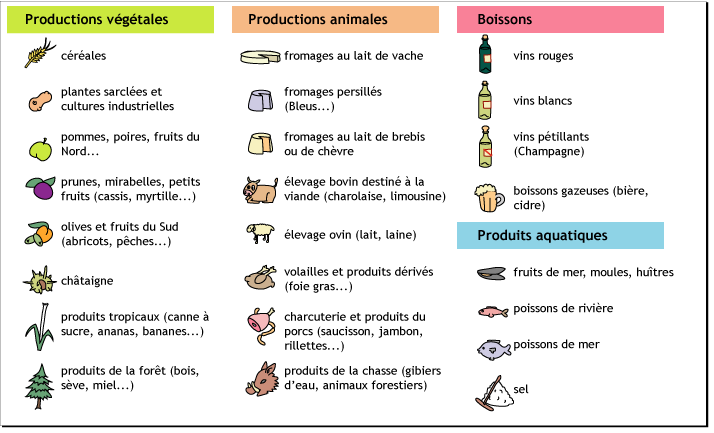 Productions végétales
céréales
plantes sarclées et
cultures industrielles
pommes, poires, fruits du
Nord...
prunes, mirabelles, petits
fruits (cassis, myrtille...)
olives et fruits du Sud
(abricots, pêches...)
châtaigne
produits tropicaux (canne à
sucre, ananas, bananes...)
produits de la forêt (bois,
sève, miel...)
Productions animales
fromages au lait de vache
fromages persillés
(Bleus...)
fromages au lait de brebis
ou de chèvre
élevage bovin destiné à la
viande (charolaise, limousine)
élevage ovin (lait, laine)
volailles et produits dérivés
(foie gras...)
charcuterie et produits du
porcs (saucisson, jambon,
rillettes...)
produits de la chasse (gibiers
d'eau, animaux forestiers)
Boissons
vins rouges
vins blancs
vins pétillants
(Champagne)
boissons gazeuses (bière,
cidre)
Produits aquatiques
fruits de mer, moules, huîtres
poissons de rivière
poissons de mer
sel